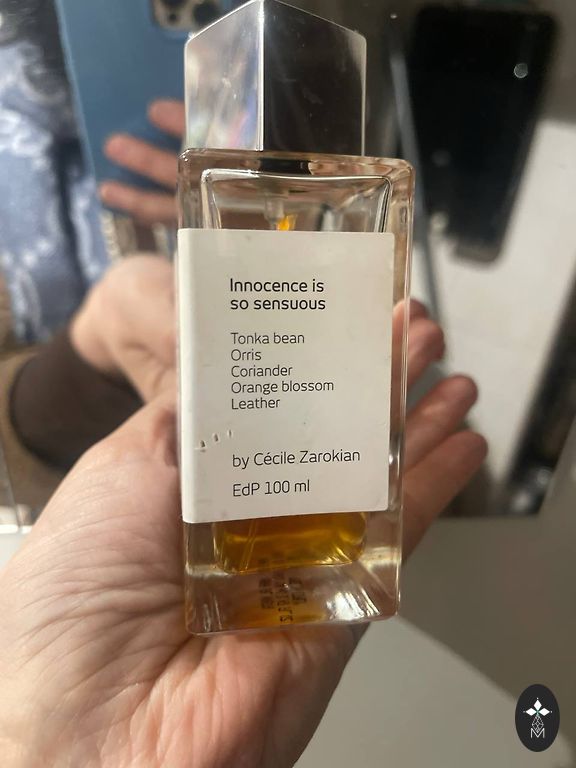 Innocence is
so sensuous
Tonka bean
Orris
Coriander
Orange blossom
Leather
by Cécile Zarokian
EdP 100 ml
M